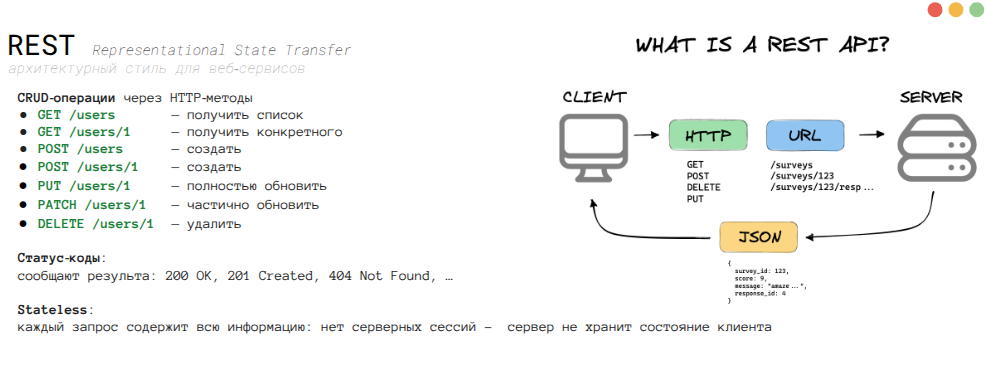 REST Representational State Transfer
архитектурный стиль для веб-сервисов
CRUD-операции через HTTP-методы
● GET /users — получить список
● GET /users/1 — получить конкретного
● POST /users — создать
● POST /users/1 — создать
● PUT /users/1 — полностью обновить
● PATCH /users/1 — частично обновить
● DELETE /users/1 — удалить
Статус-коды:
сообщают результа: 200 OK, 201 Created, 404 Not Found, …
Stateless:
каждый запрос содержит всю информацию: нет серверных сессий – сервер не хранит состояние клиента
WHAT IS A REST API?
CLIENT
SERVER
HTTP
URL
GET
POST
DELETE
PUT
/surveys
/surveys/123
/surveys/123/resp...
JSON
{
survey_id: 123,
score: 9,
message: "amaze...",
response_id: 4
}